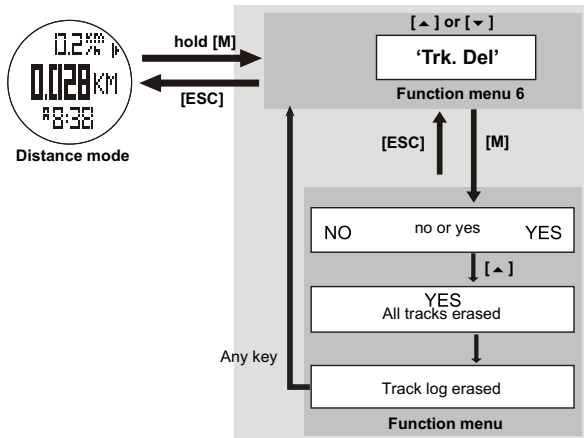 [▲] or [▼]
hold [M]
[ESC]
0.2 KM/H
0.028 KM
A 8:38
Distance mode
‘Trk. Del’
Function menu 6
[ESC]
[M]
NO
no or yes
YES
[▲]
YES
All tracks erased
Any key
Track log erased
Function menu